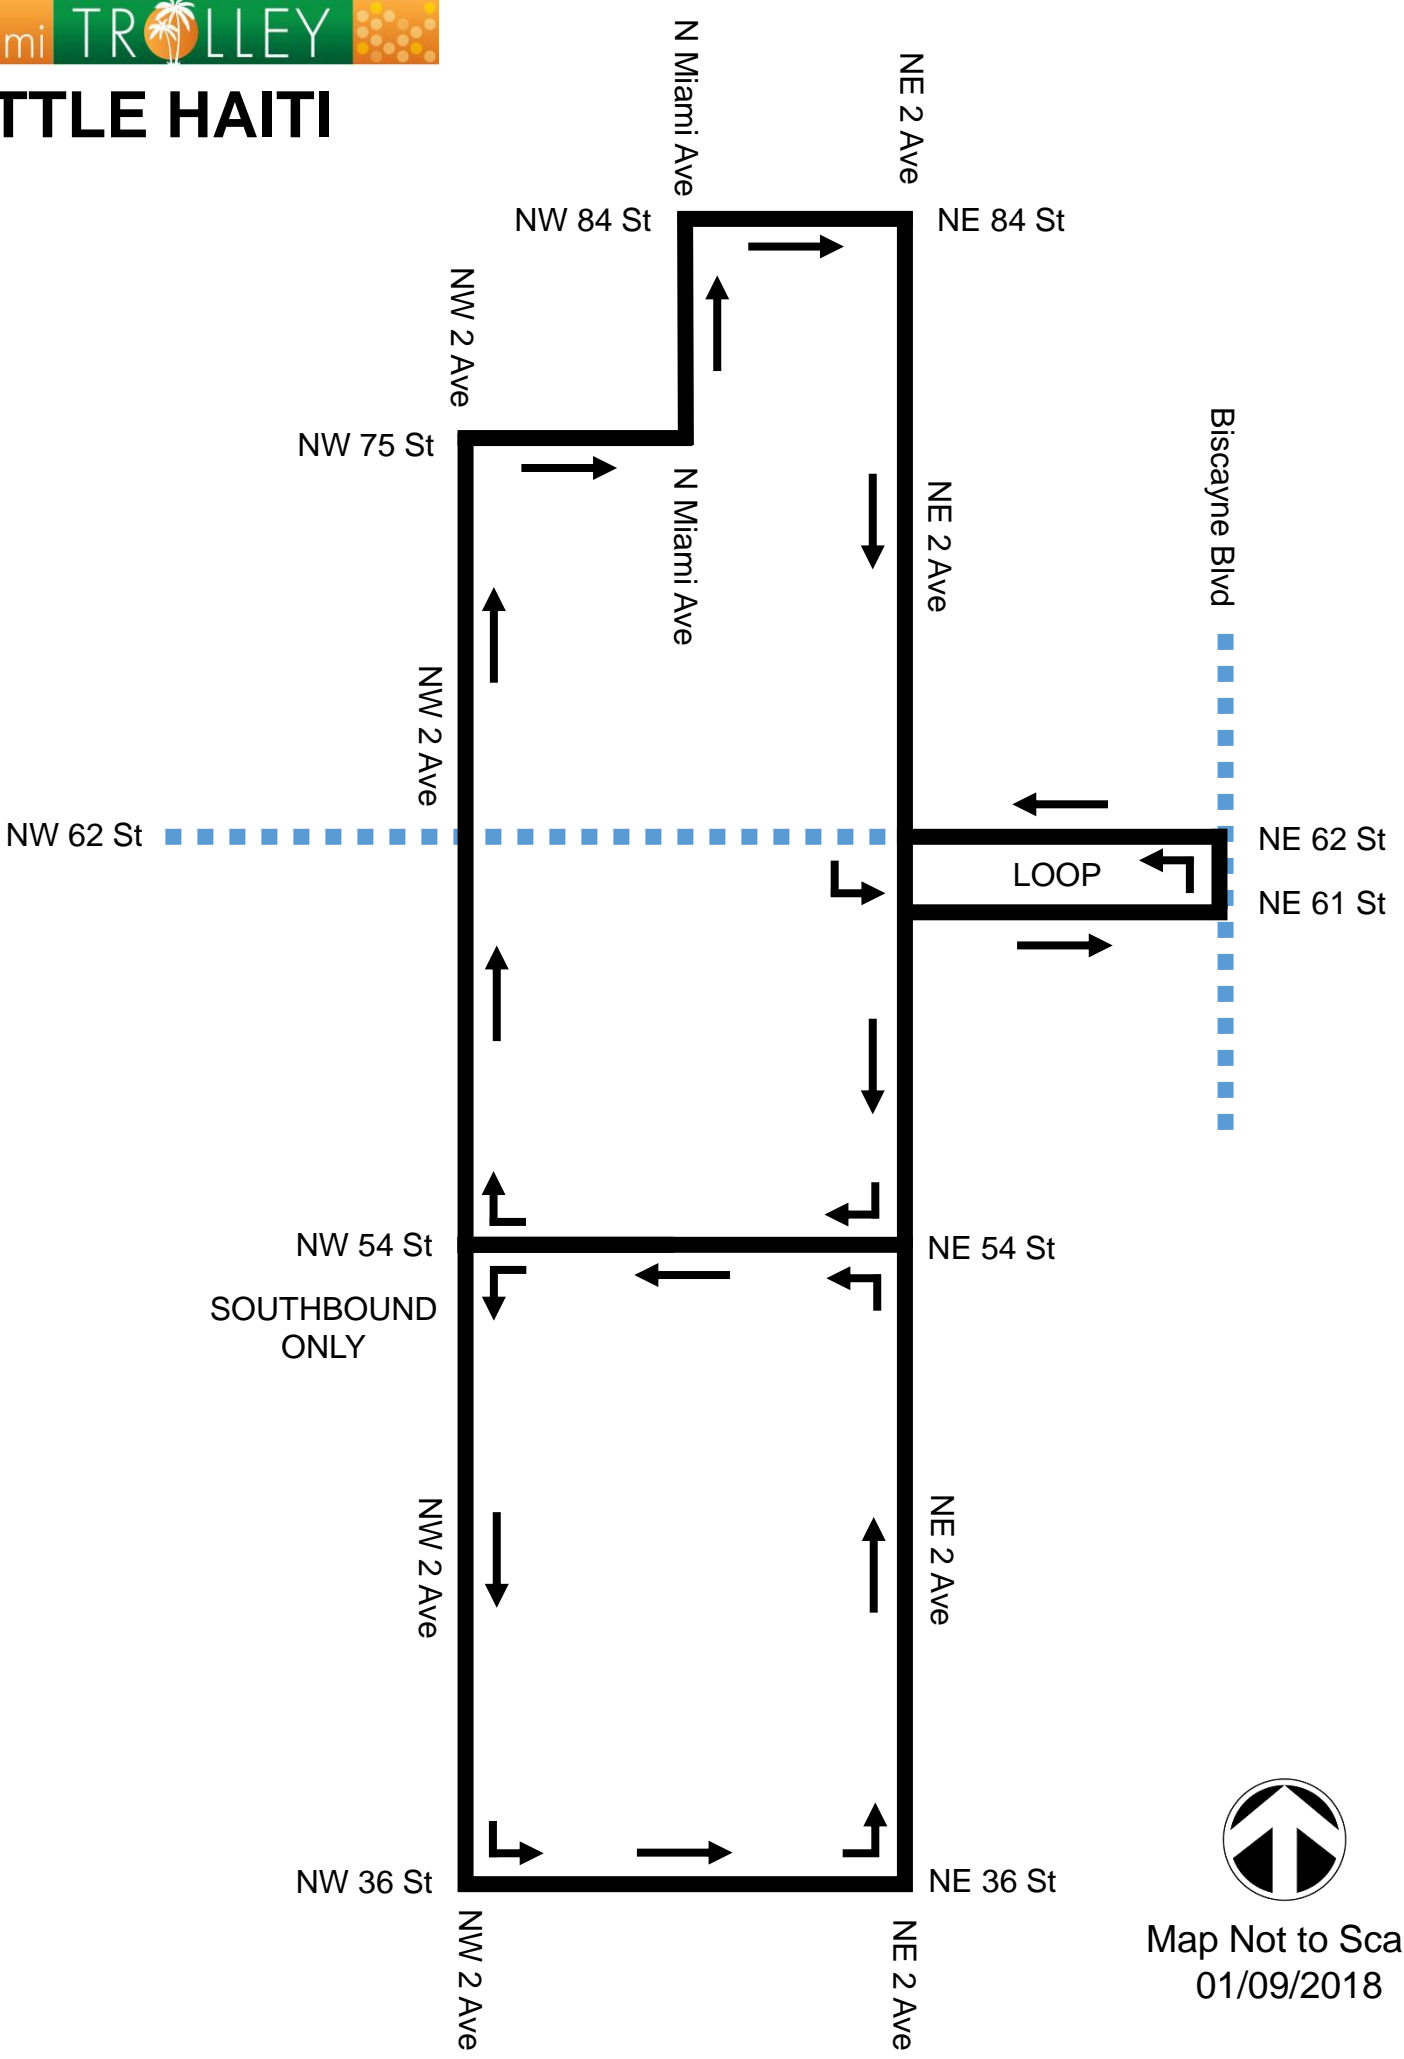 mi TROLLEY
TTLE HAITI
N Miami Ave
NE 2 Ave
NW 84 St
NE 84 St
NW 2 Ave
NW 75 St
N Miami Ave
NE 2 Ave
Biscayne Blvd
NW 2 Ave
NW 62 St
NE 62 St
LOOP
NE 61 St
NW 54 St
NE 54 St
SOUTHBOUND
ONLY
NW 2 Ave
NE 2 Ave
NW 36 St
NE 36 St
NW 2 Ave
NE 2 Ave
Map Not to Sca
01/09/2018